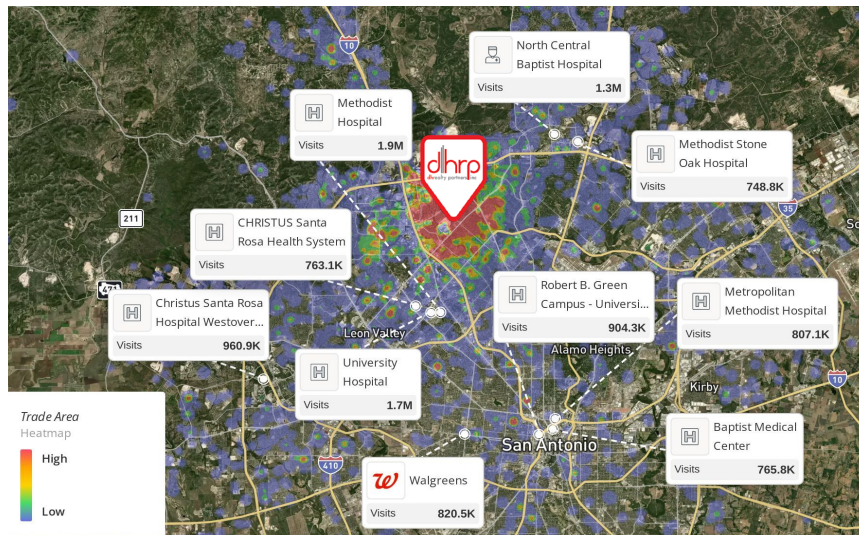 10
North Central
Baptist Hospital
Visits 1.3M
Methodist
Hospital
Visits 1.9M
dhrp
Methodist Stone
Oak Hospital
Visits 748.8K
35
211
CHRISTUS Santa
Rosa Health System
Visits 763.1K
471
Robert B. Green
Campus - Universi...
Visits 904.3K
Metropolitan
Methodist Hospital
Visits 807.1K
Christus Santa Rosa
Hospital Westover...
Visits 960.9K
Leon Valley
Alamo Heights
University
Hospital
Visits 1.7M
10
Kirby
Trade Area
Heatmap
High
Low
Baptist Medical
Center
Visits 765.8K
San Antonio
410
Walgreens
Visits 820.5K